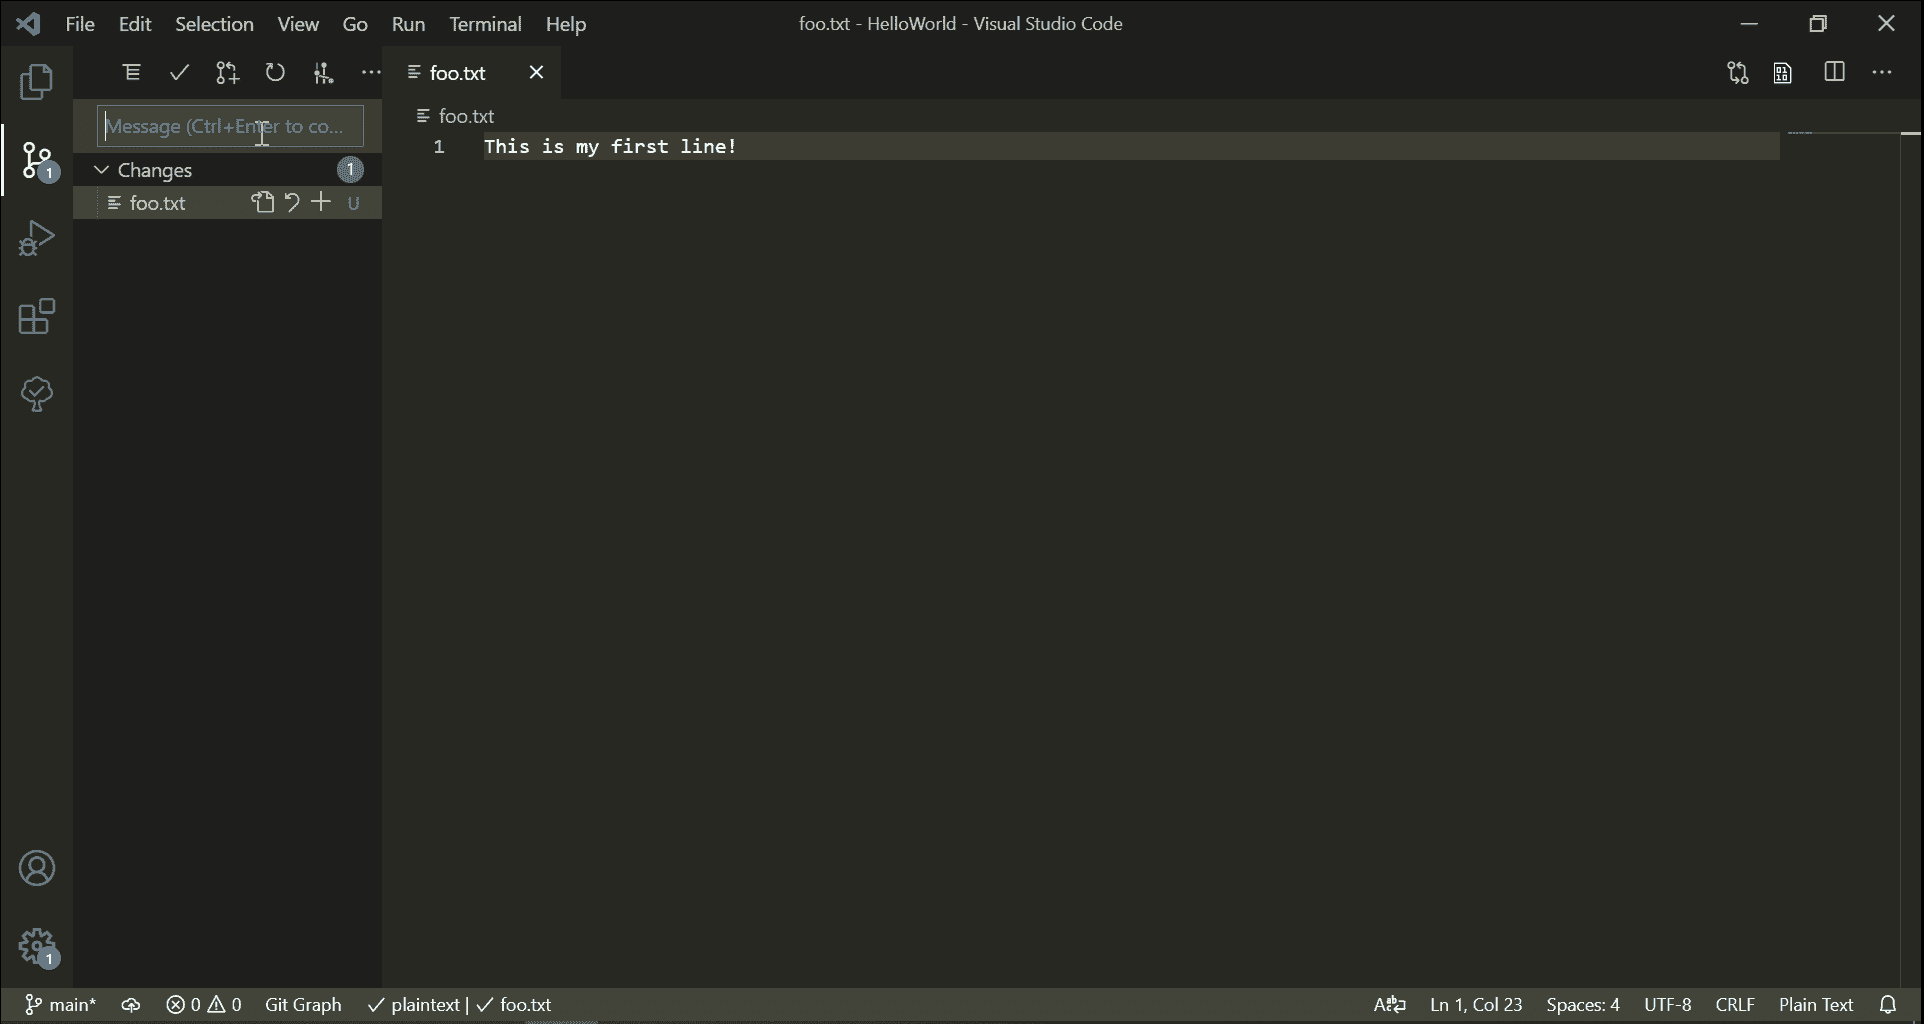 File Edit Selection View Go Run Terminal Help
foo.txt - HelloWorld - Visual Studio Code
foo.txt
Message (Ctrl+Enter to co...
foo.txt
1 This is my first line!
1
Changes 1
foo.txt U
1
main* 0 0 Git Graph plaintext | foo.txt
Ln 1, Col 23 Spaces: 4 UTF-8 CRLF Plain Text